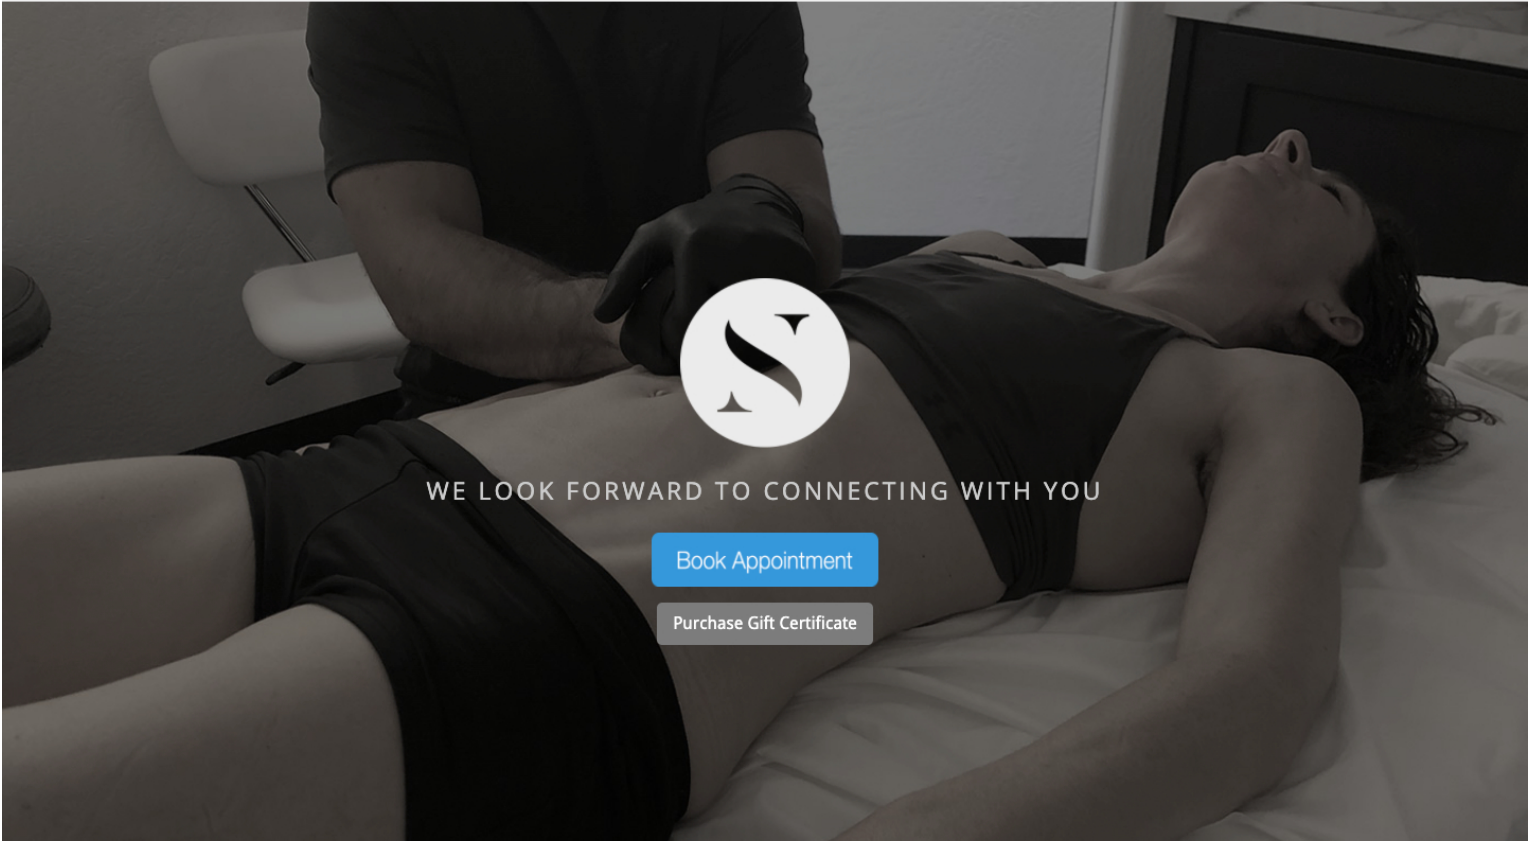 S
WE LOOK FORWARD TO CONNECTING WITH YOU
Book Appointment
Purchase Gift Certificate